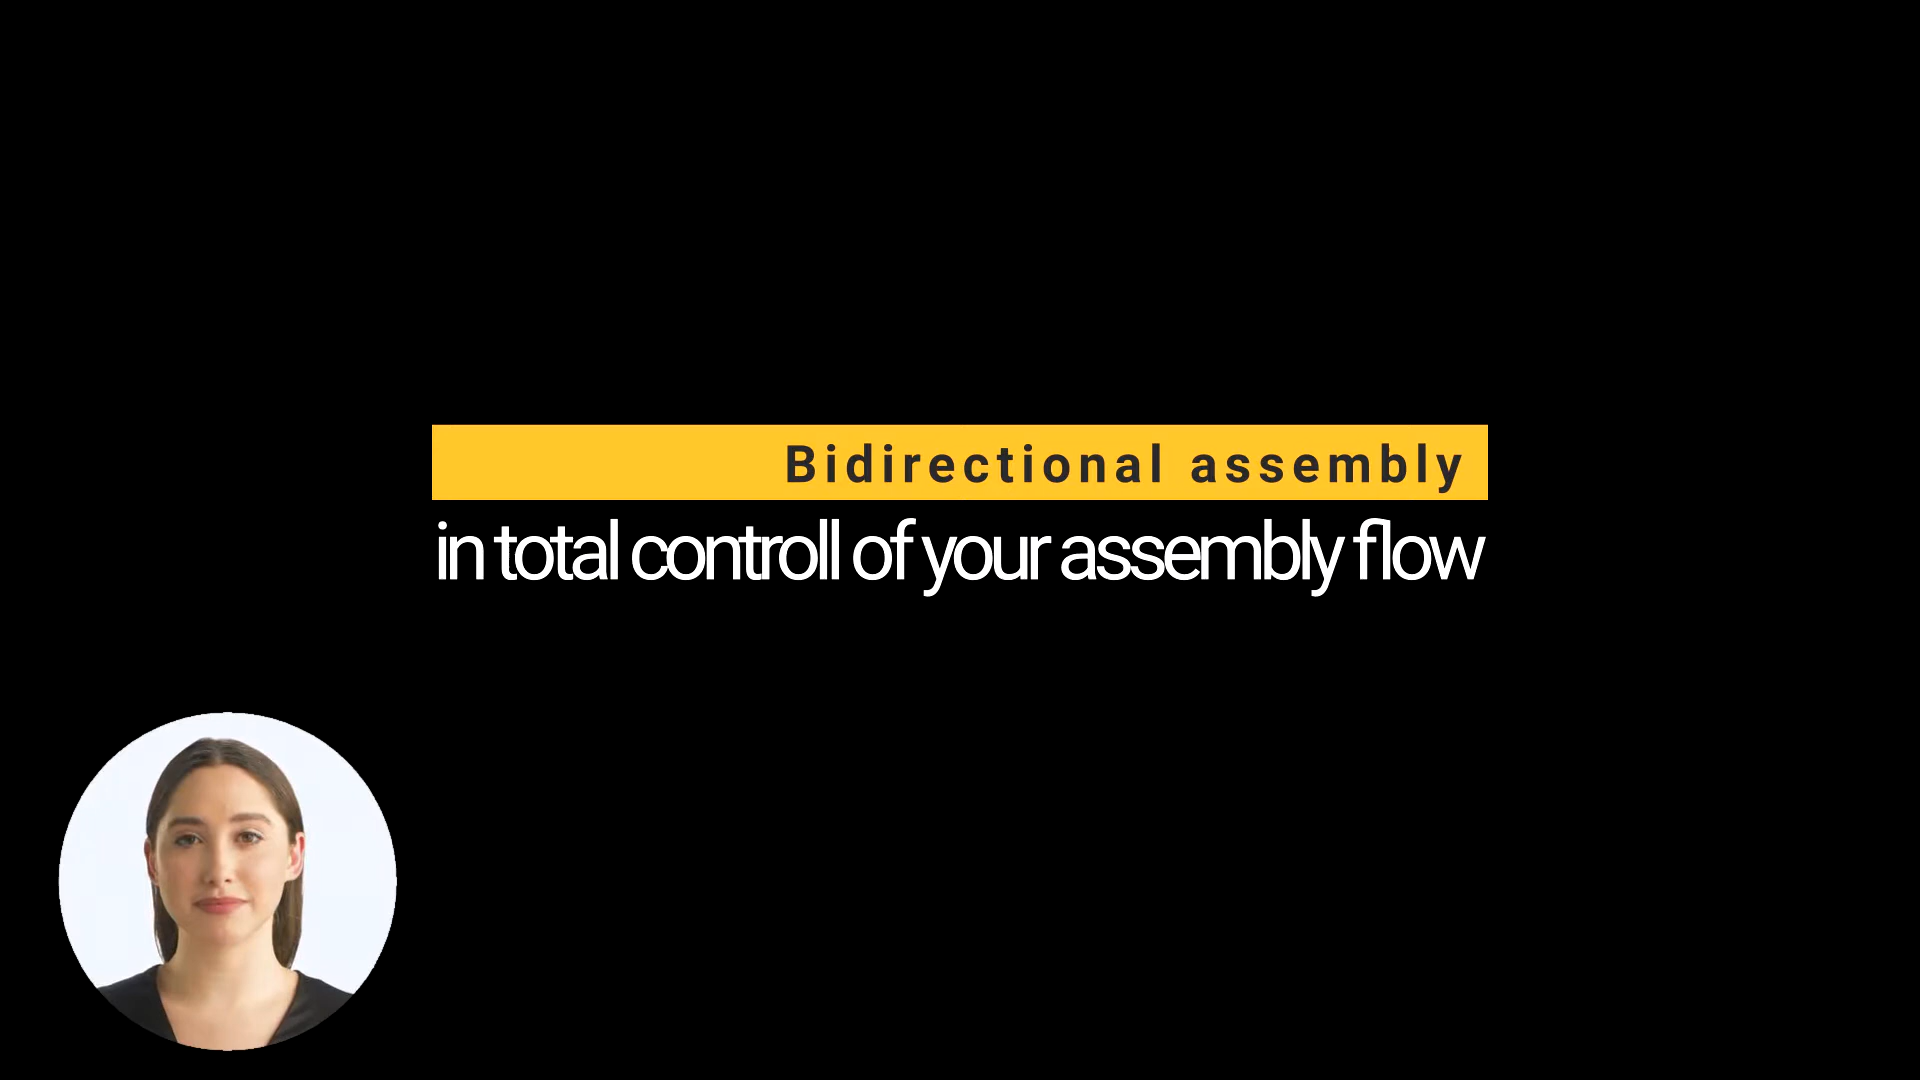 Bidirectional assembly
in total controll of your assembly flow